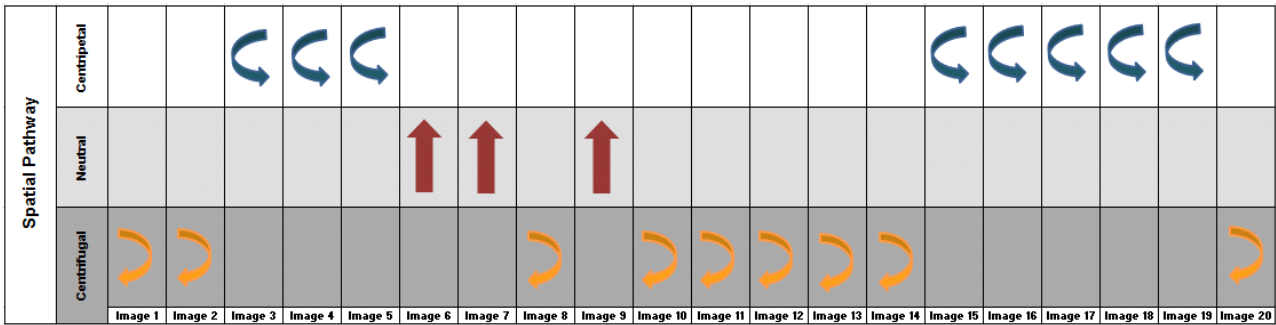 Spatial Pathway
Centripetal
Neutral
Centrifugal
Image 1 Image 2 Image 3 Image 4 Image 5 Image 6 Image 7 Image 8 Image 9 Image 10 Image 11 Image 12 Image 13 Image 14 Image 15 Image 16 Image 17 Image 18 Image 19 Image 20